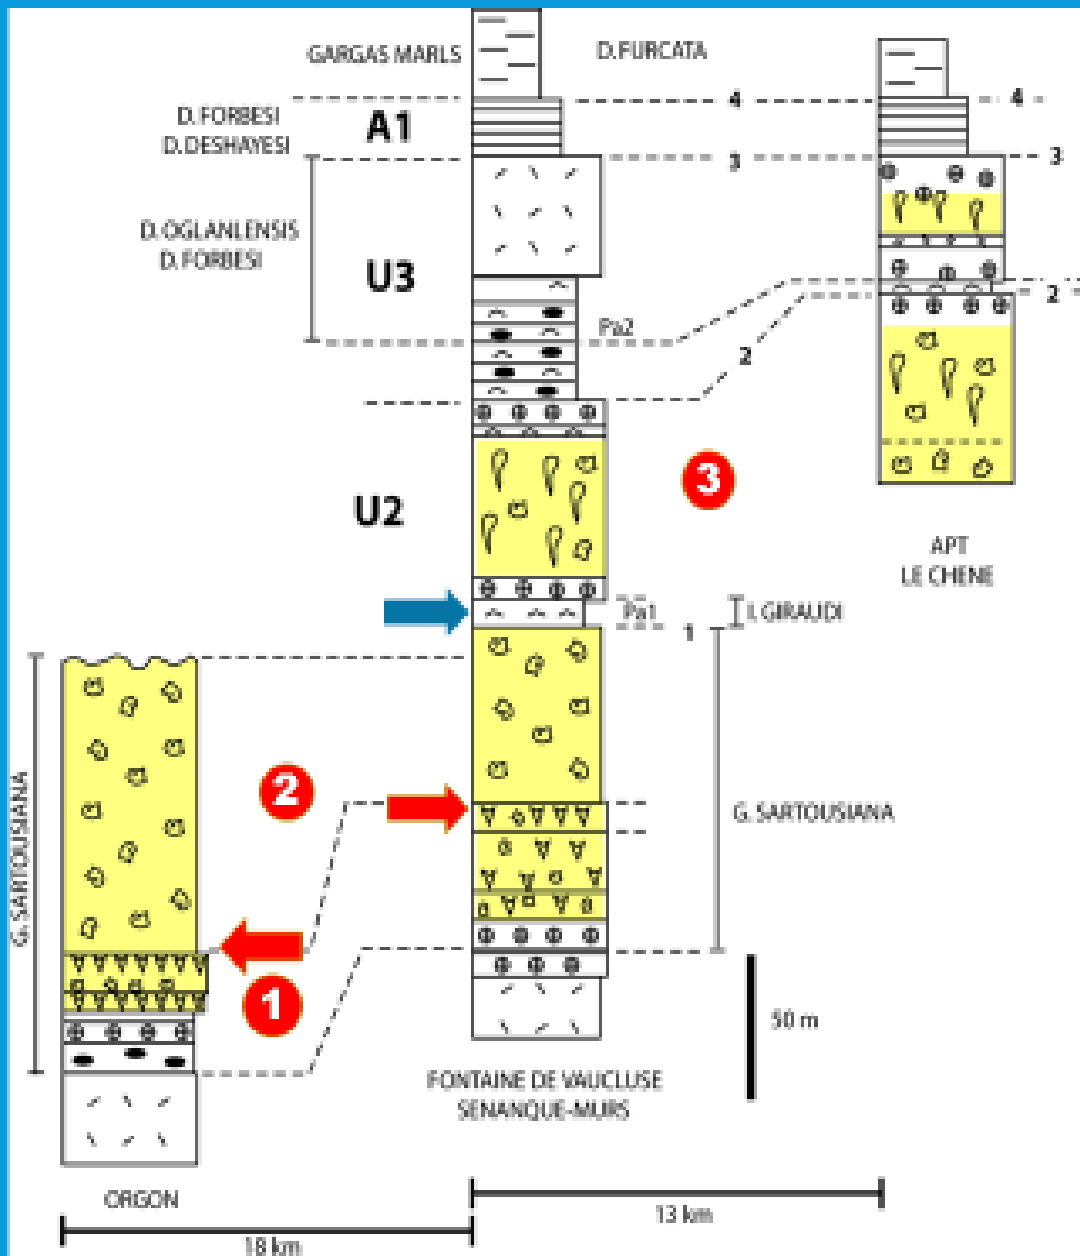 GARGAS MARLS
D. FURCATA
4
4
D. FORBESI
D. DESHAYESI
A1
3
3
D. OGLANLENSIS
D. FORBESI
U3
Pa2
2
2
3
U2
APT
LE CHENE
Pa1
I. GIRAUDI
1
G. SARTOUSIANA
2
G. SARTOUSIANA
1
50 m
FONTAINE DE VAUCLUSE
SENANQUE-MURS
ORGON
13 km
18 km